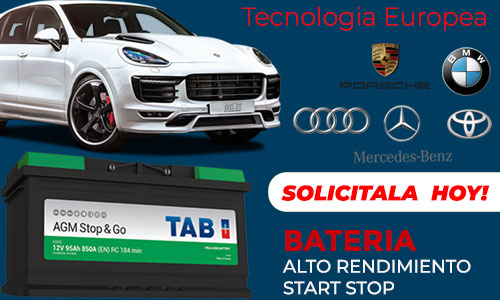 Tecnologia Europea
PORSCHE
BMW
Mercedes-Benz
SOLICITALA HOY!
AGM Stop & Go
TAB
12V 95Ah 850A (EN) RC 184 min
BATERIA
ALTO RENDIMIENTO
START STOP